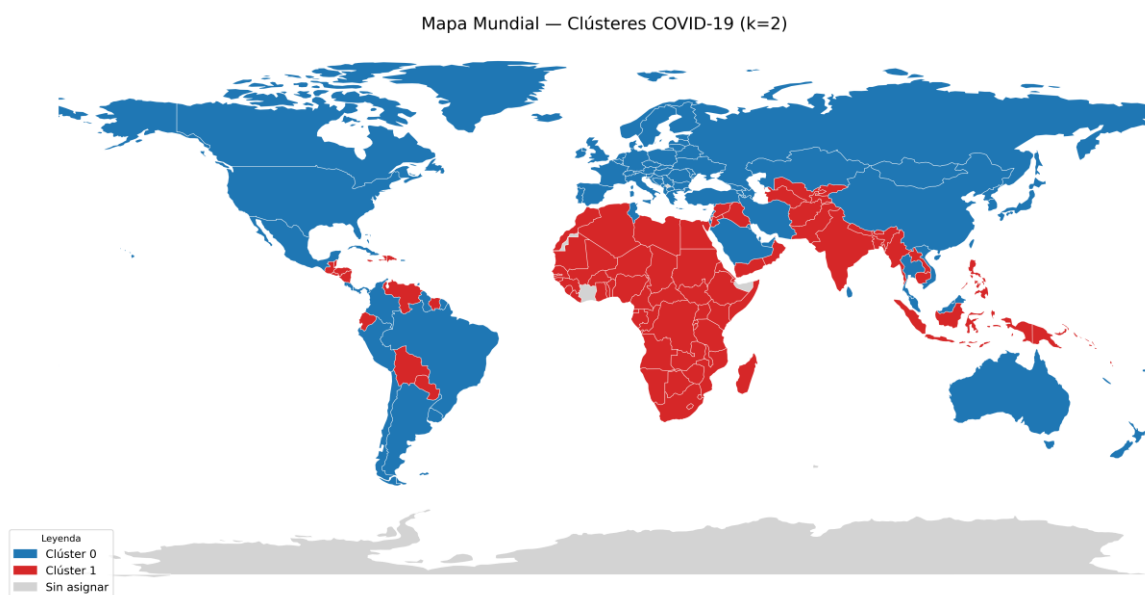 Mapa Mundial — Clústeres COVID-19 (k=2)
Leyenda
Clúster 0
Clúster 1
Sin asignar